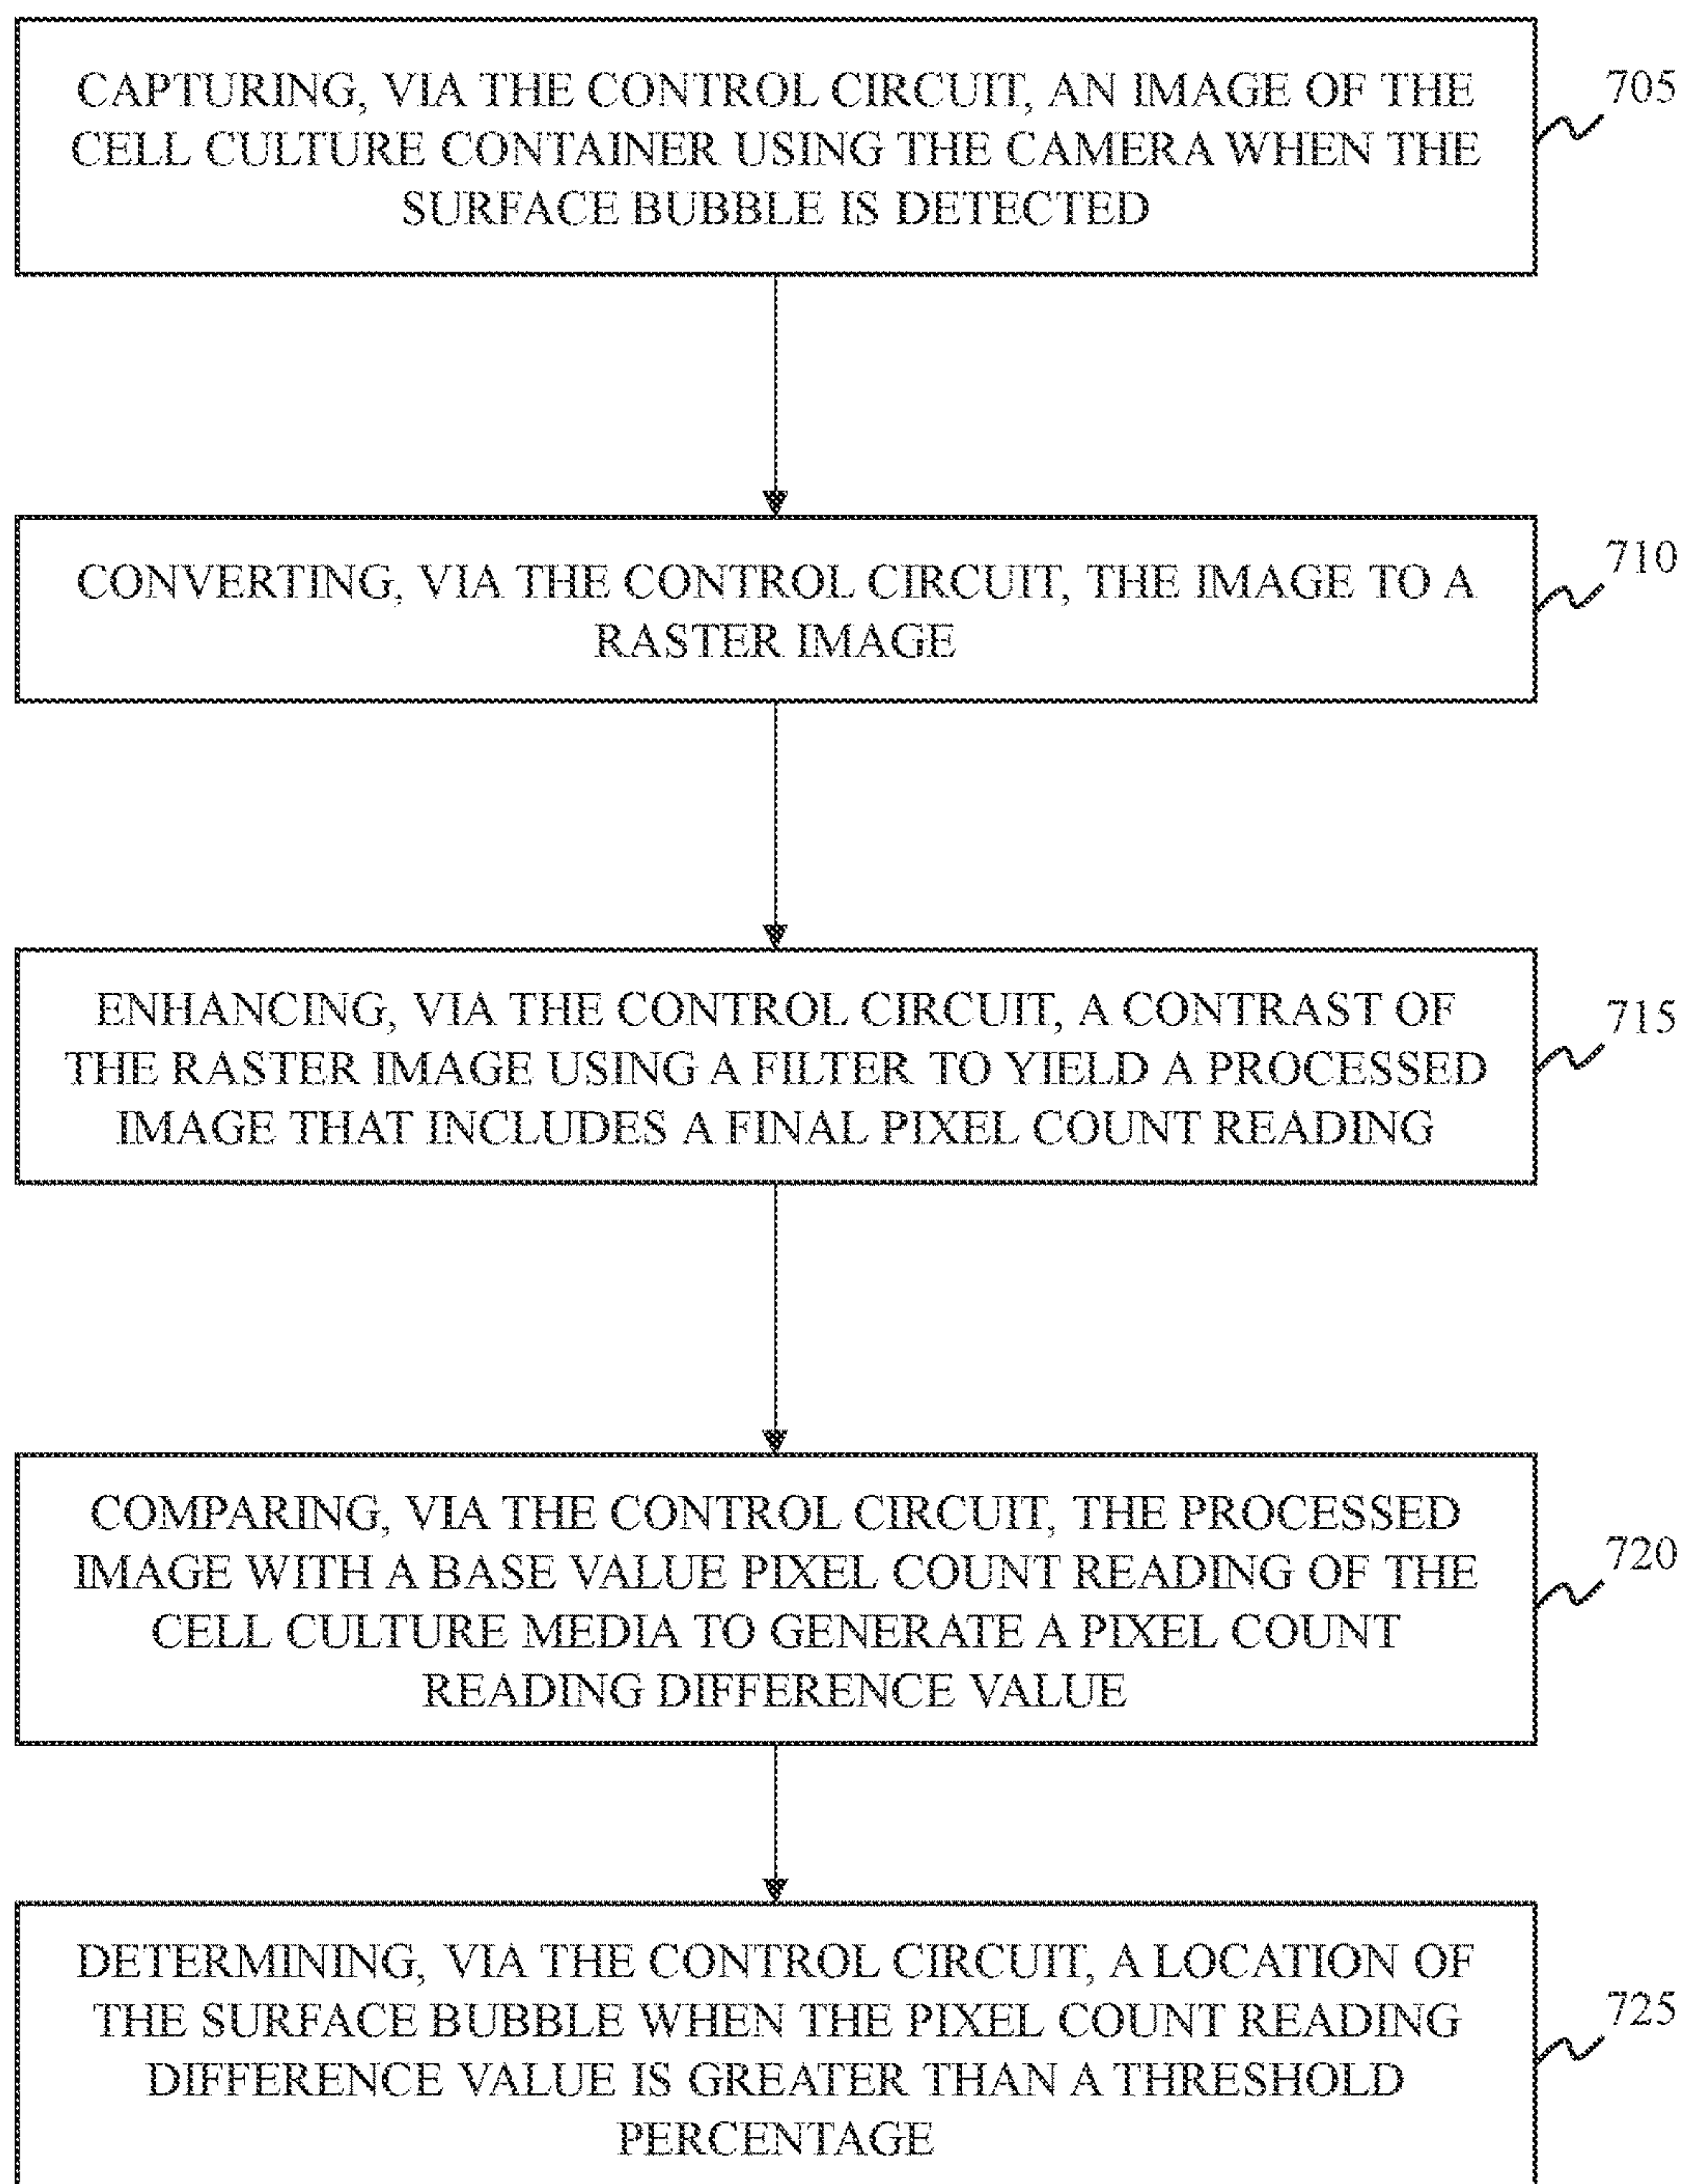 CAPTURING, VIA THE CONTROL CIRCUIT, AN IMAGE OF THE
CELL CULTURE CONTAINER USING THE CAMERA WHEN THE
SURFACE BUBBLE IS DETECTED
705
CONVERTING, VIA THE CONTROL CIRCUIT, THE IMAGE TO A
RASTER IMAGE
710
ENHANCING, VIA THE CONTROL CIRCUIT, A CONTRAST OF
THE RASTER IMAGE USING A FILTER TO YIELD A PROCESSED
IMAGE THAT INCLUDES A FINAL PIXEL COUNT READING
715
COMPARING, VIA THE CONTROL CIRCUIT, THE PROCESSED
IMAGE WITH A BASE VALUE PIXEL COUNT READING OF THE
CELL CULTURE MEDIA TO GENERATE A PIXEL COUNT
READING DIFFERENCE VALUE
720
DETERMINING, VIA THE CONTROL CIRCUIT, A LOCATION OF
THE SURFACE BUBBLE WHEN THE PIXEL COUNT READING
DIFFERENCE VALUE IS GREATER THAN A THRESHOLD
PERCENTAGE
725